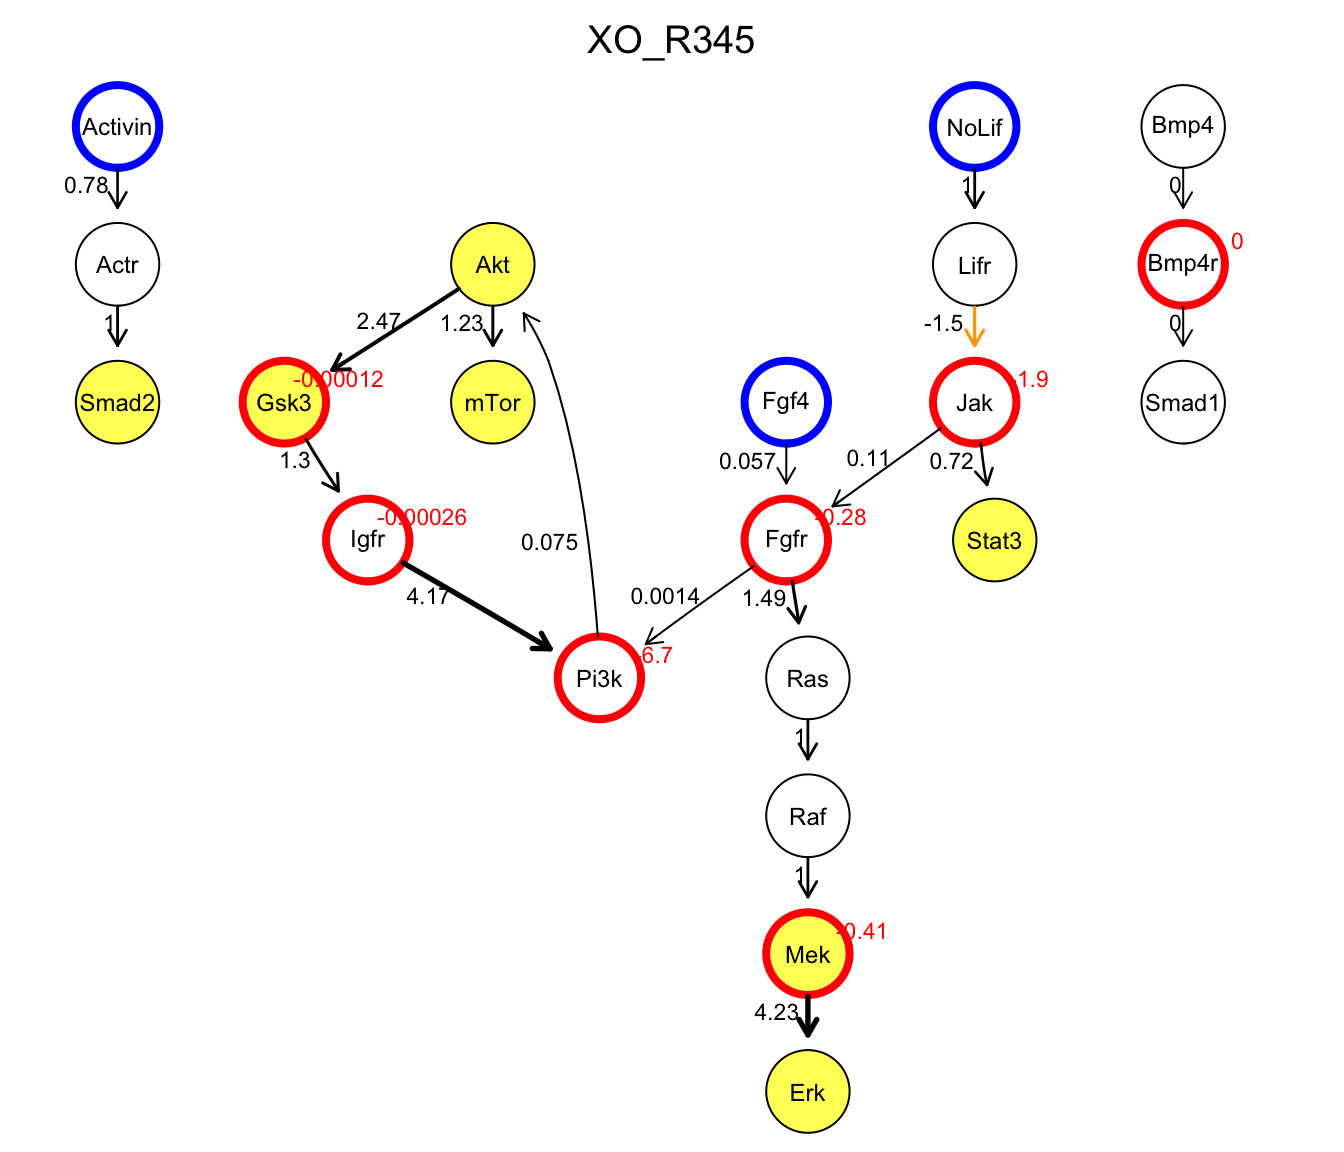 XO_R345
Activin
NoLif
Bmp4
0.78
1
0
Actr
Akt
Lifr
Bmp4r
0
1
2.47
1.23
-1.5
0
Smad2
Gsk3
-0.00012
mTor
Fgf4
Jak
-1.9
Smad1
1.3
0.057
0.11
0.72
Igfr
-0.00026
0.075
Fgfr
-0.28
Stat3
4.17
0.0014
1.49
Pi3k
-6.7
Ras
1
Raf
1
Mek
-0.41
4.23
Erk